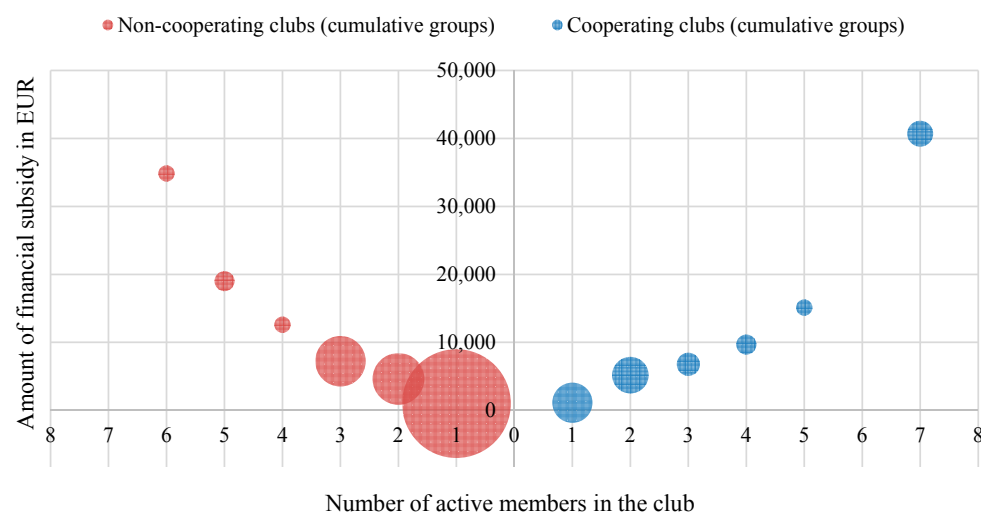 Non-cooperating clubs (cumulative groups) Cooperating clubs (cumulative groups)
Amount of financial subsidy in EUR
50,000
40,000
30,000
20,000
10,000
0
8 7 6 5 4 3 2 1 0 1 2 3 4 5 6 7 8
Number of active members in the club